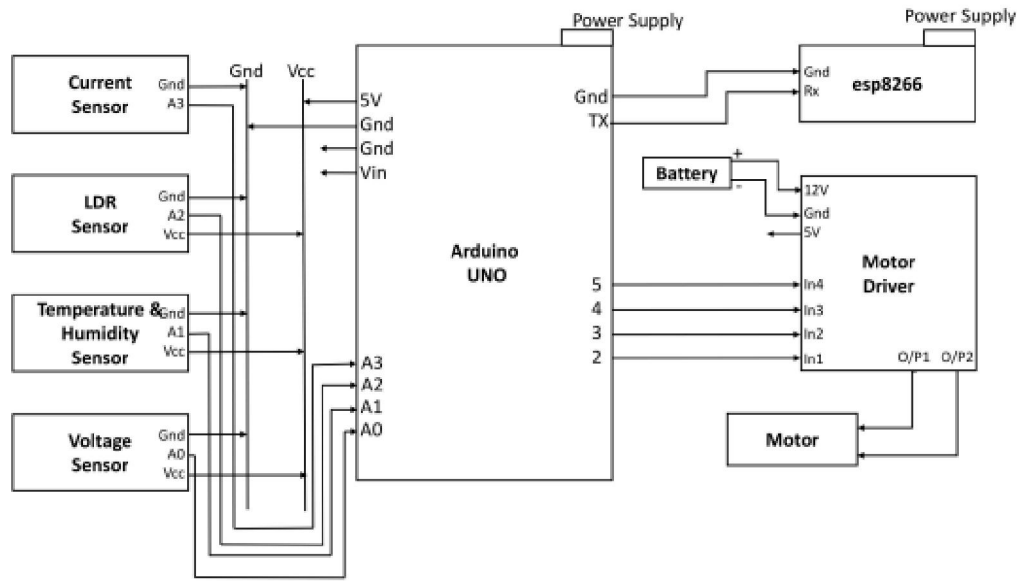 Power Supply
Power Supply
Current
Sensor
Gnd
A3
Gnd
Vcc
LDR
Sensor
Gnd
A2
Vcc
Temperature &
Humidity
Sensor
Gnd
A1
Vcc
Voltage
Sensor
Gnd
A0
Vcc
5V
Gnd
Gnd
Vin
A3
A2
A1
A0
Arduino
UNO
Gnd
TX
5
4
3
2
Gnd
Rx
esp8266
Battery
+
-
12V
Gnd
5V
Motor
Driver
In4
In3
In2
In1
O/P1
O/P2
Motor